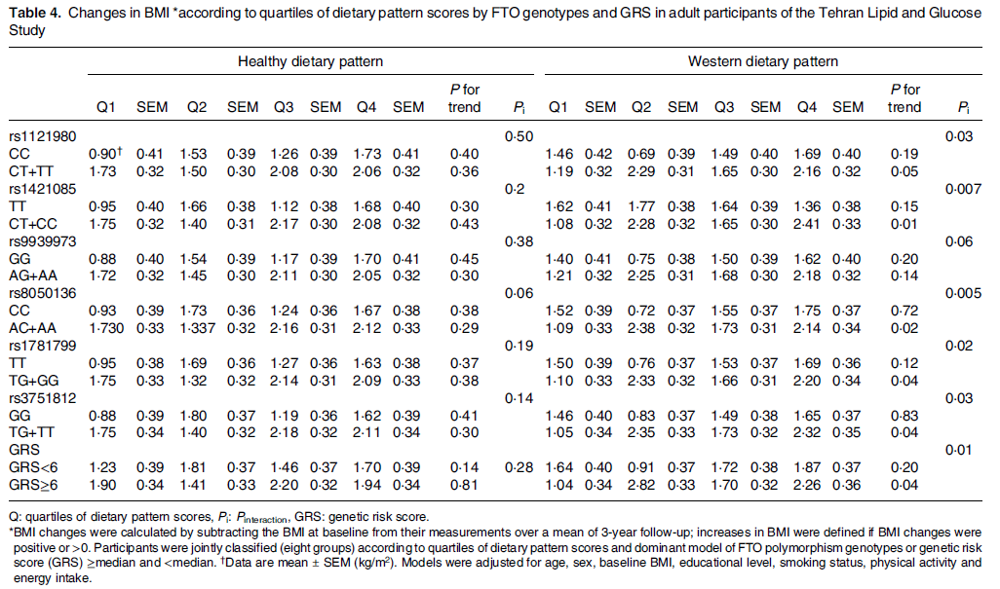 Table 4. Changes in BMI *according to quartiles of dietary pattern scores by FTO genotypes and GRS in adult participants of the Tehran Lipid and Glucose
Study
Healthy dietary pattern Western dietary pattern
Q1 SEM Q2 SEM Q3 SEM Q4 SEM P for trend Pi Q1 SEM Q2 SEM Q3 SEM Q4 SEM P for trend Pi
rs1121980 0·50 0·03
CC 0·90† 0·41 1·53 0·39 1·26 0·39 1·73 0·41 0·40 1·46 0·42 0·69 0·39 1·49 0·40 1·69 0·40 0·19
CT+TT 1·73 0·32 1·50 0·30 2·08 0·30 2·06 0·32 0·36 1·19 0·32 2·29 0·31 1·65 0·30 2·16 0·32 0·05
rs1421085 0·2 0·007
TT 0·95 0·40 1·66 0·38 1·12 0·38 1·68 0·40 0·30 1·62 0·41 1·77 0·38 1·64 0·39 1·36 0·38 0·15
CT+CC 1·75 0·32 1·40 0·31 2·17 0·30 2·08 0·32 0·43 1·08 0·32 2·28 0·32 1·65 0·30 2·41 0·33 0·01
rs9939973 0·38 0·06
GG 0·88 0·40 1·54 0·39 1·17 0·39 1·70 0·41 0·45 1·40 0·41 0·75 0·38 1·50 0·39 1·62 0·40 0·20
AG+AA 1·72 0·32 1·45 0·30 2·11 0·30 2·05 0·32 0·30 1·21 0·32 2·25 0·31 1·68 0·30 2·18 0·32 0·14
rs8050136 0·06 0·005
CC 0·93 0·39 1·73 0·36 1·24 0·36 1·67 0·38 0·38 1·52 0·39 0·72 0·37 1·55 0·37 1·75 0·37 0·72
AC+AA 1·730 0·33 1·337 0·32 2·16 0·31 2·12 0·33 0·29 1·09 0·33 2·38 0·32 1·73 0·31 2·14 0·34 0·02
rs1781799 0·19 0·02
TT 0·95 0·38 1·69 0·36 1·27 0·36 1·63 0·38 0·37 1·50 0·39 0·76 0·37 1·53 0·37 1·69 0·36 0·12
TG+GG 1·75 0·33 1·32 0·32 2·14 0·31 2·09 0·33 0·38 1·10 0·33 2·33 0·32 1·66 0·31 2·20 0·34 0·04
rs3751812 0·14 0·03
GG 0·88 0·39 1·80 0·37 1·19 0·36 1·62 0·39 0·41 1·46 0·40 0·83 0·37 1·49 0·38 1·65 0·37 0·83
TG+TT 1·75 0·34 1·40 0·32 2·18 0·32 2·11 0·34 0·30 1·05 0·34 2·35 0·33 1·73 0·32 2·32 0·35 0·04
GRS 0·01
GRS<6 1·23 0·39 1·81 0·37 1·46 0·37 1·70 0·39 0·14 0·28 1·64 0·40 0·91 0·37 1·72 0·38 1·87 0·37 0·20
GRS≥6 1·90 0·34 1·41 0·33 2·20 0·32 1·94 0·34 0·81 1·04 0·34 2·82 0·33 1·70 0·32 2·26 0·36 0·04
Q: quartiles of dietary pattern scores, Pi: Pinteraction, GRS: genetic risk score.
*BMI changes were calculated by subtracting the BMI at baseline from their measurements over a mean of 3-year follow-up; increases in BMI were defined if BMI changes were
positive or >0. Participants were jointly classified (eight groups) according to quartiles of dietary pattern scores and dominant model of FTO polymorphism genotypes or genetic risk
score (GRS) ≥median and <median. †Data are mean ± SEM (kg/m²). Models were adjusted for age, sex, baseline BMI, educational level, smoking status, physical activity and
energy intake.